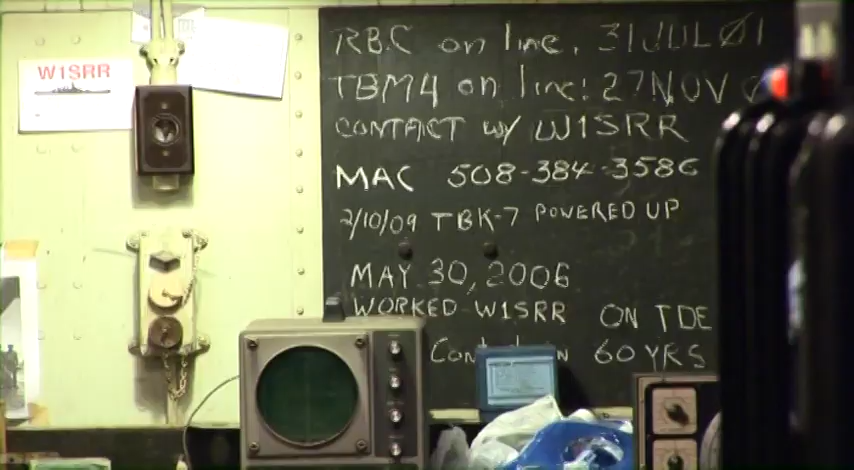 W1SRR
RBC on line. 31JULØ1
TBM4 on line! 27NOV
CONTACT W/ W1SRR
MAC 508-384-3586
2/10/09 TBK-7 POWERED UP
MAY 30, 2006
WORKED W1SRR ON TDE
60 YRS